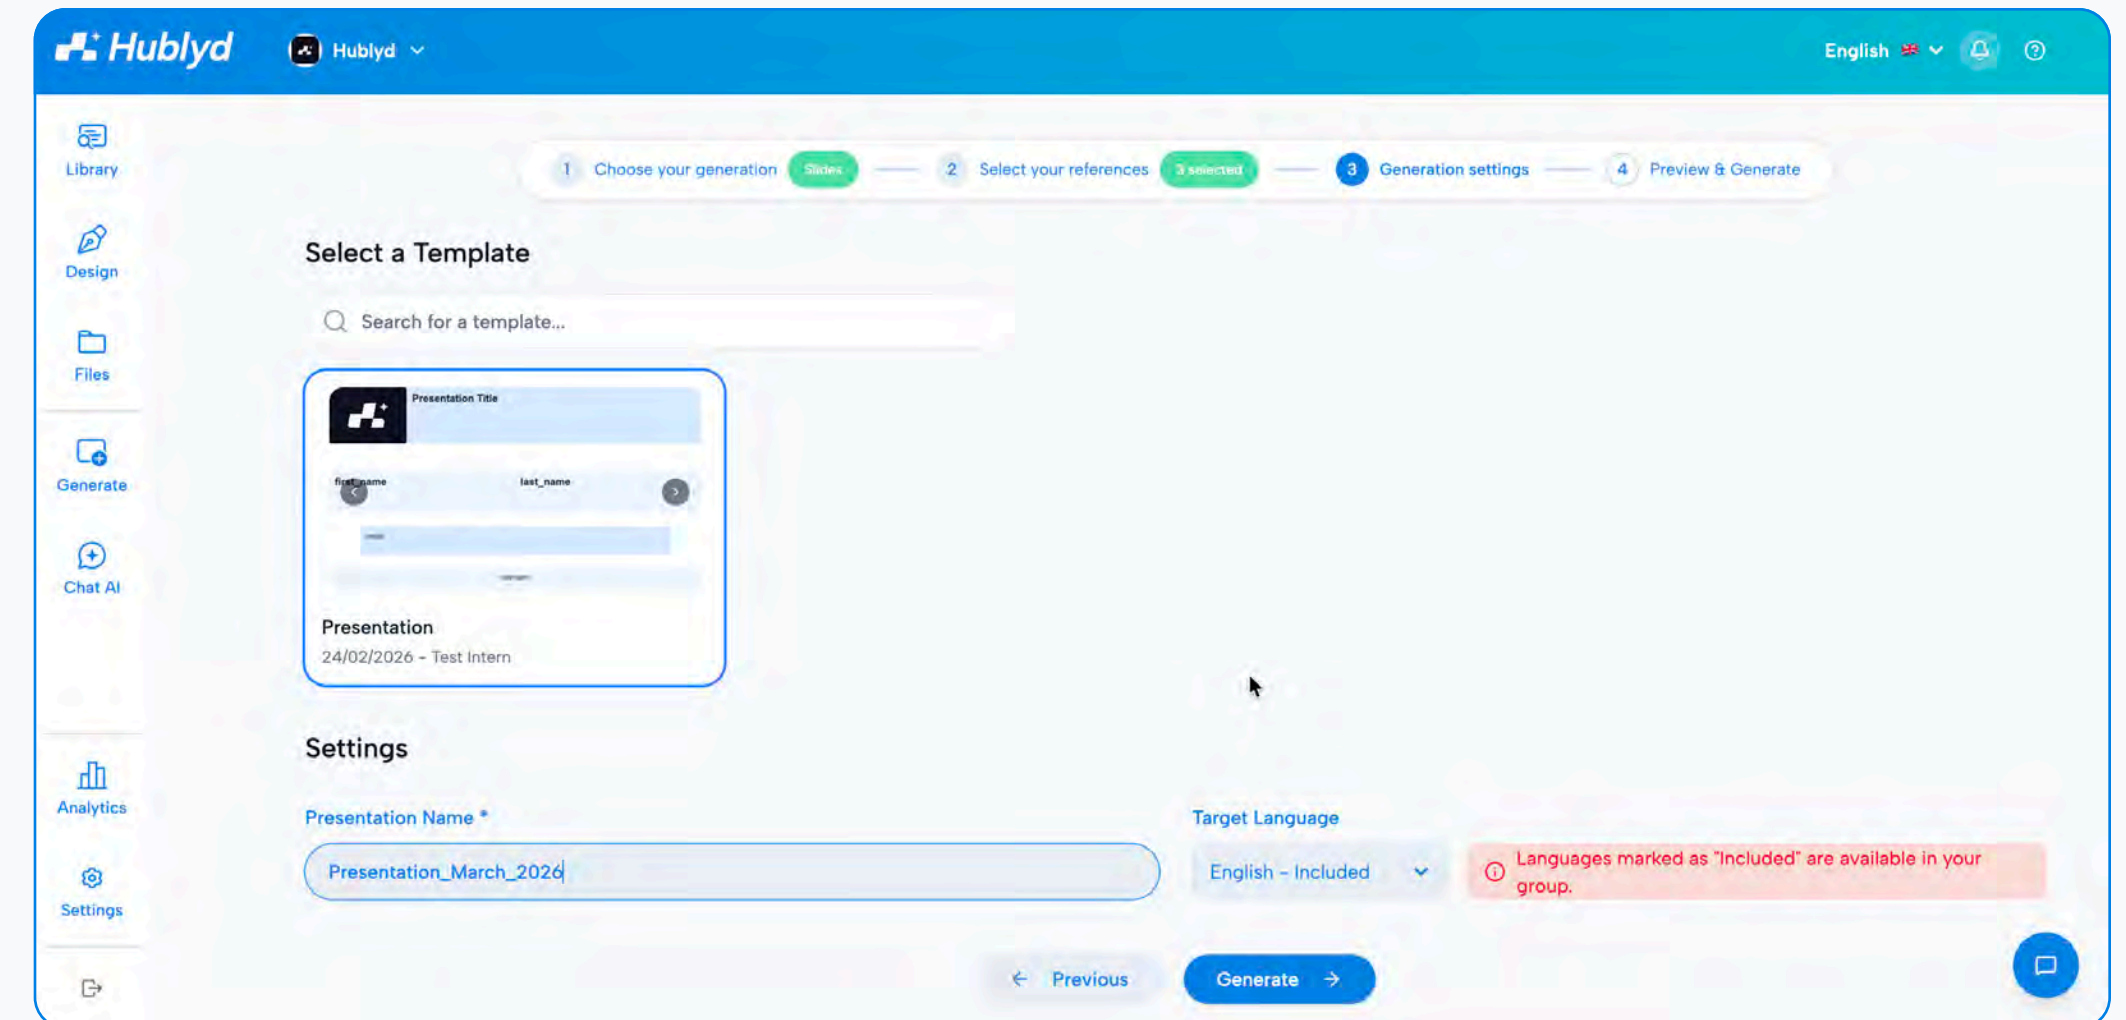 Hublyd
Hublyd
English
Library
Design
Files
Generate
Chat AI
Analytics
Settings
1 Choose your generation Slides
2 Select your references 3 selected
3 Generation settings
4 Preview & Generate
Select a Template
Search for a template...
Presentation Title
first_name last_name
Presentation
24/02/2026 - Test Intern
Settings
Presentation Name *
Presentation_March_2026
Target Language
English - Included
Languages marked as "Included" are available in your
group.
Previous
Generate